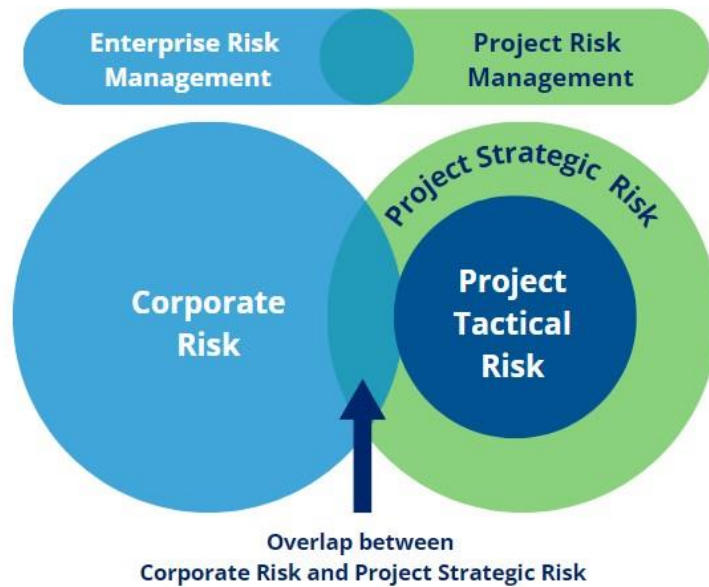 Enterprise Risk
Management
Project Risk
Management
Project Strategic Risk
Corporate
Risk
Project
Tactical
Risk
Overlap between
Corporate Risk and Project Strategic Risk